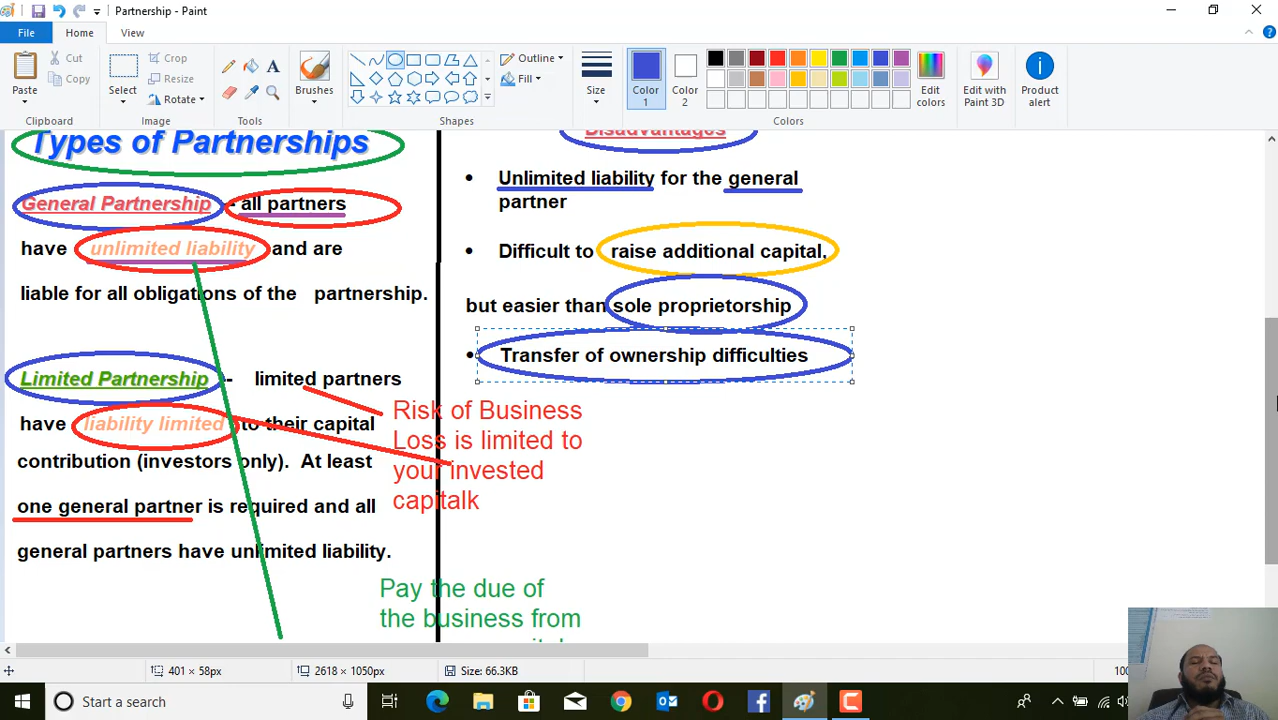 Partnership - Paint
File
Home
View
Paste
Cut
Copy
Clipboard
Select
Crop
Resize
Rotate
Image
Tools
Brushes
Outline
Fill
Shapes
Size
Color 1
Color 2
Edit colors
Colors
Edit with Paint 3D
Product alert
Types of Partnerships
General Partnership - all partners
have unlimited liability and are
liable for all obligations of the partnership.
Limited Partnership - limited partners
have liability limited to their capital
contribution (investors only). At least
one general partner is required and all
general partners have unlimited liability.
Risk of Business
Loss is limited to
your invested
capitalk
Pay the due of
the business from
Disadvantages
• Unlimited liability for the general
partner
• Difficult to raise additional capital,
but easier than sole proprietorship
• Transfer of ownership difficulties
401 × 58px
2618 × 1050px
Size: 66.3KB
100
Start a search